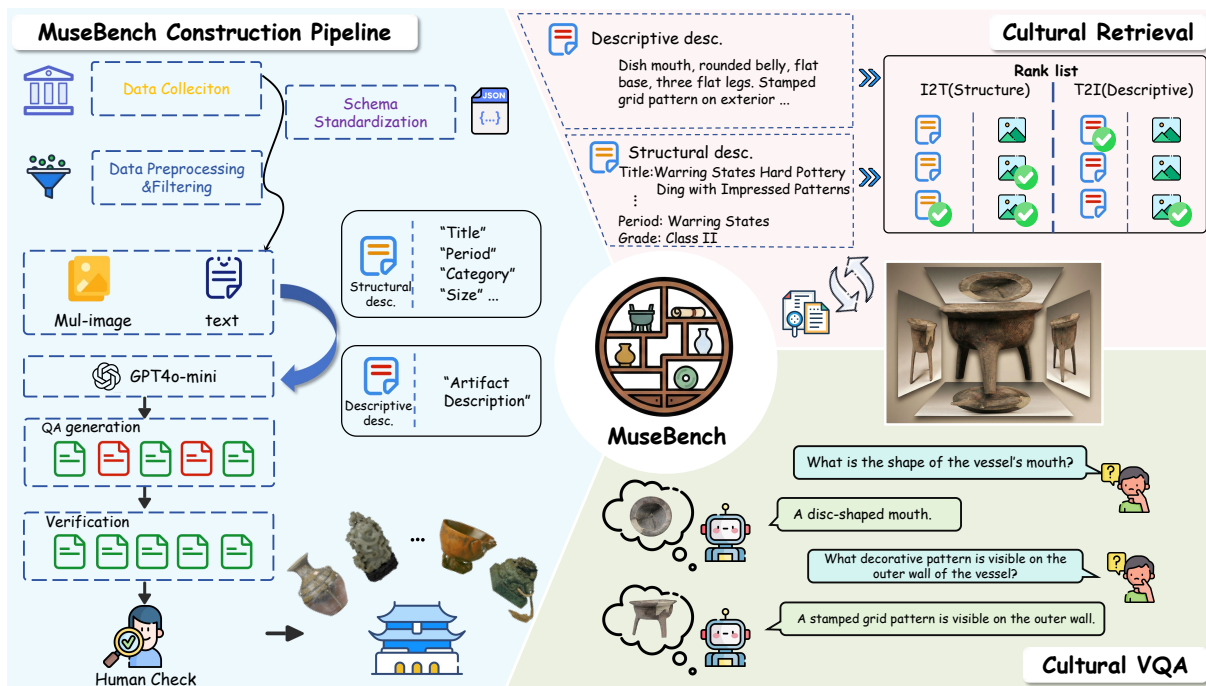 MuseBench Construction Pipeline
Data Colleciton
Schema
Standardization
JSON
{...}
Data Preprocessing
&Filtering
Mul-image
text
Structural
desc.
“Title”
“Period”
“Category”
“Size” ...
GPT4o-mini
Descriptive
desc.
“Artifact
Description”
QA generation
Verification
...
Human Check
Cultural Retrieval
Descriptive desc.
Dish mouth, rounded belly, flat
base, three flat legs. Stamped
grid pattern on exterior ...
Structural desc.
Title:Warring States Hard Pottery
Ding with Impressed Patterns
⋮
Period: Warring States
Grade: Class II
Rank list
I2T(Structure)
T2I(Descriptive)
MuseBench
What is the shape of the vessel’s mouth?
?
A disc-shaped mouth.
What decorative pattern is visible on the
outer wall of the vessel?
?
A stamped grid pattern is visible on the outer wall.
Cultural VQA